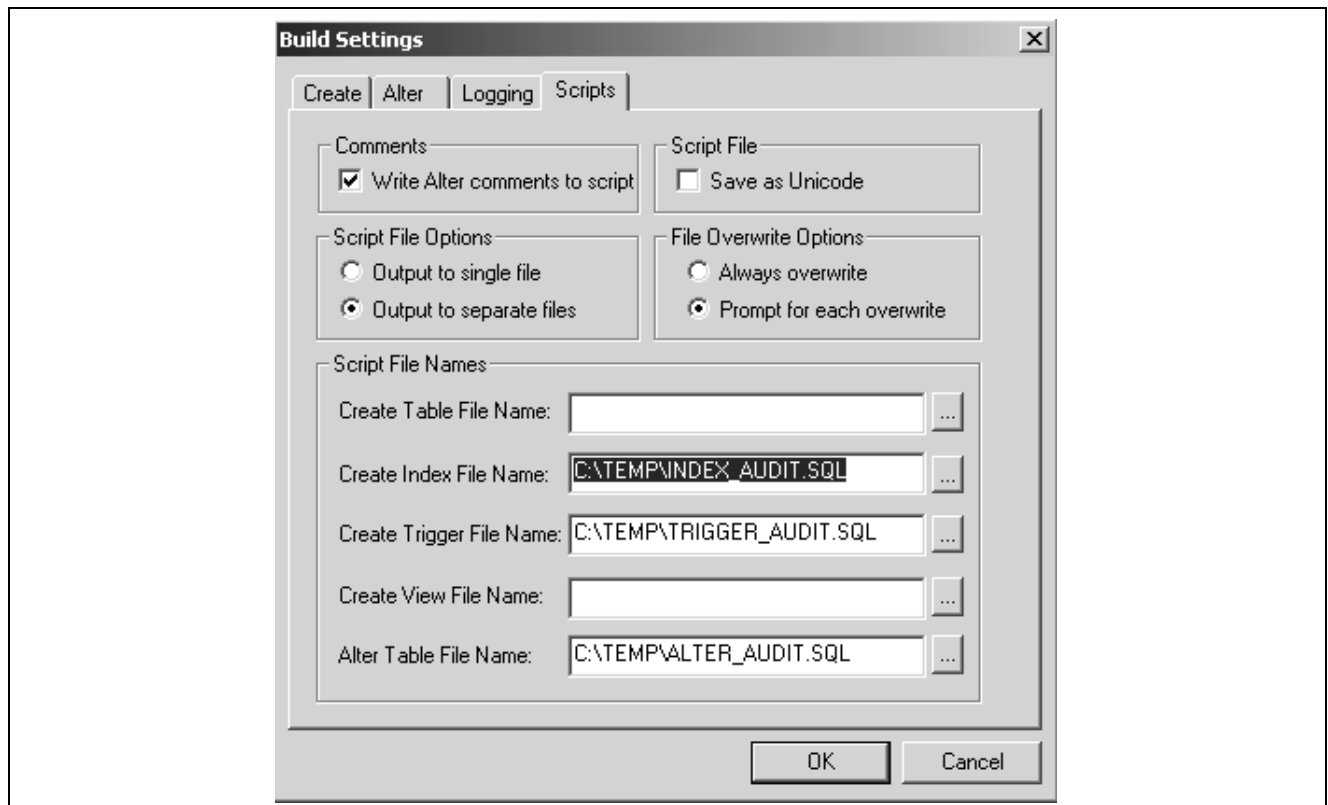 Build Settings
Create Alter Logging Scripts
Comments
Write Alter comments to script
Script File
Save as Unicode
Script File Options
Output to single file
Output to separate files
File Overwrite Options
Always overwrite
Prompt for each overwrite
Script File Names
Create Table File Name:
...
Create Index File Name: C:\TEMP\INDEX_AUDIT.SQL ...
Create Trigger File Name: C:\TEMP\TRIGGER_AUDIT.SQL ...
Create View File Name: ...
Alter Table File Name: C:\TEMP\ALTER_AUDIT.SQL ...
OK Cancel